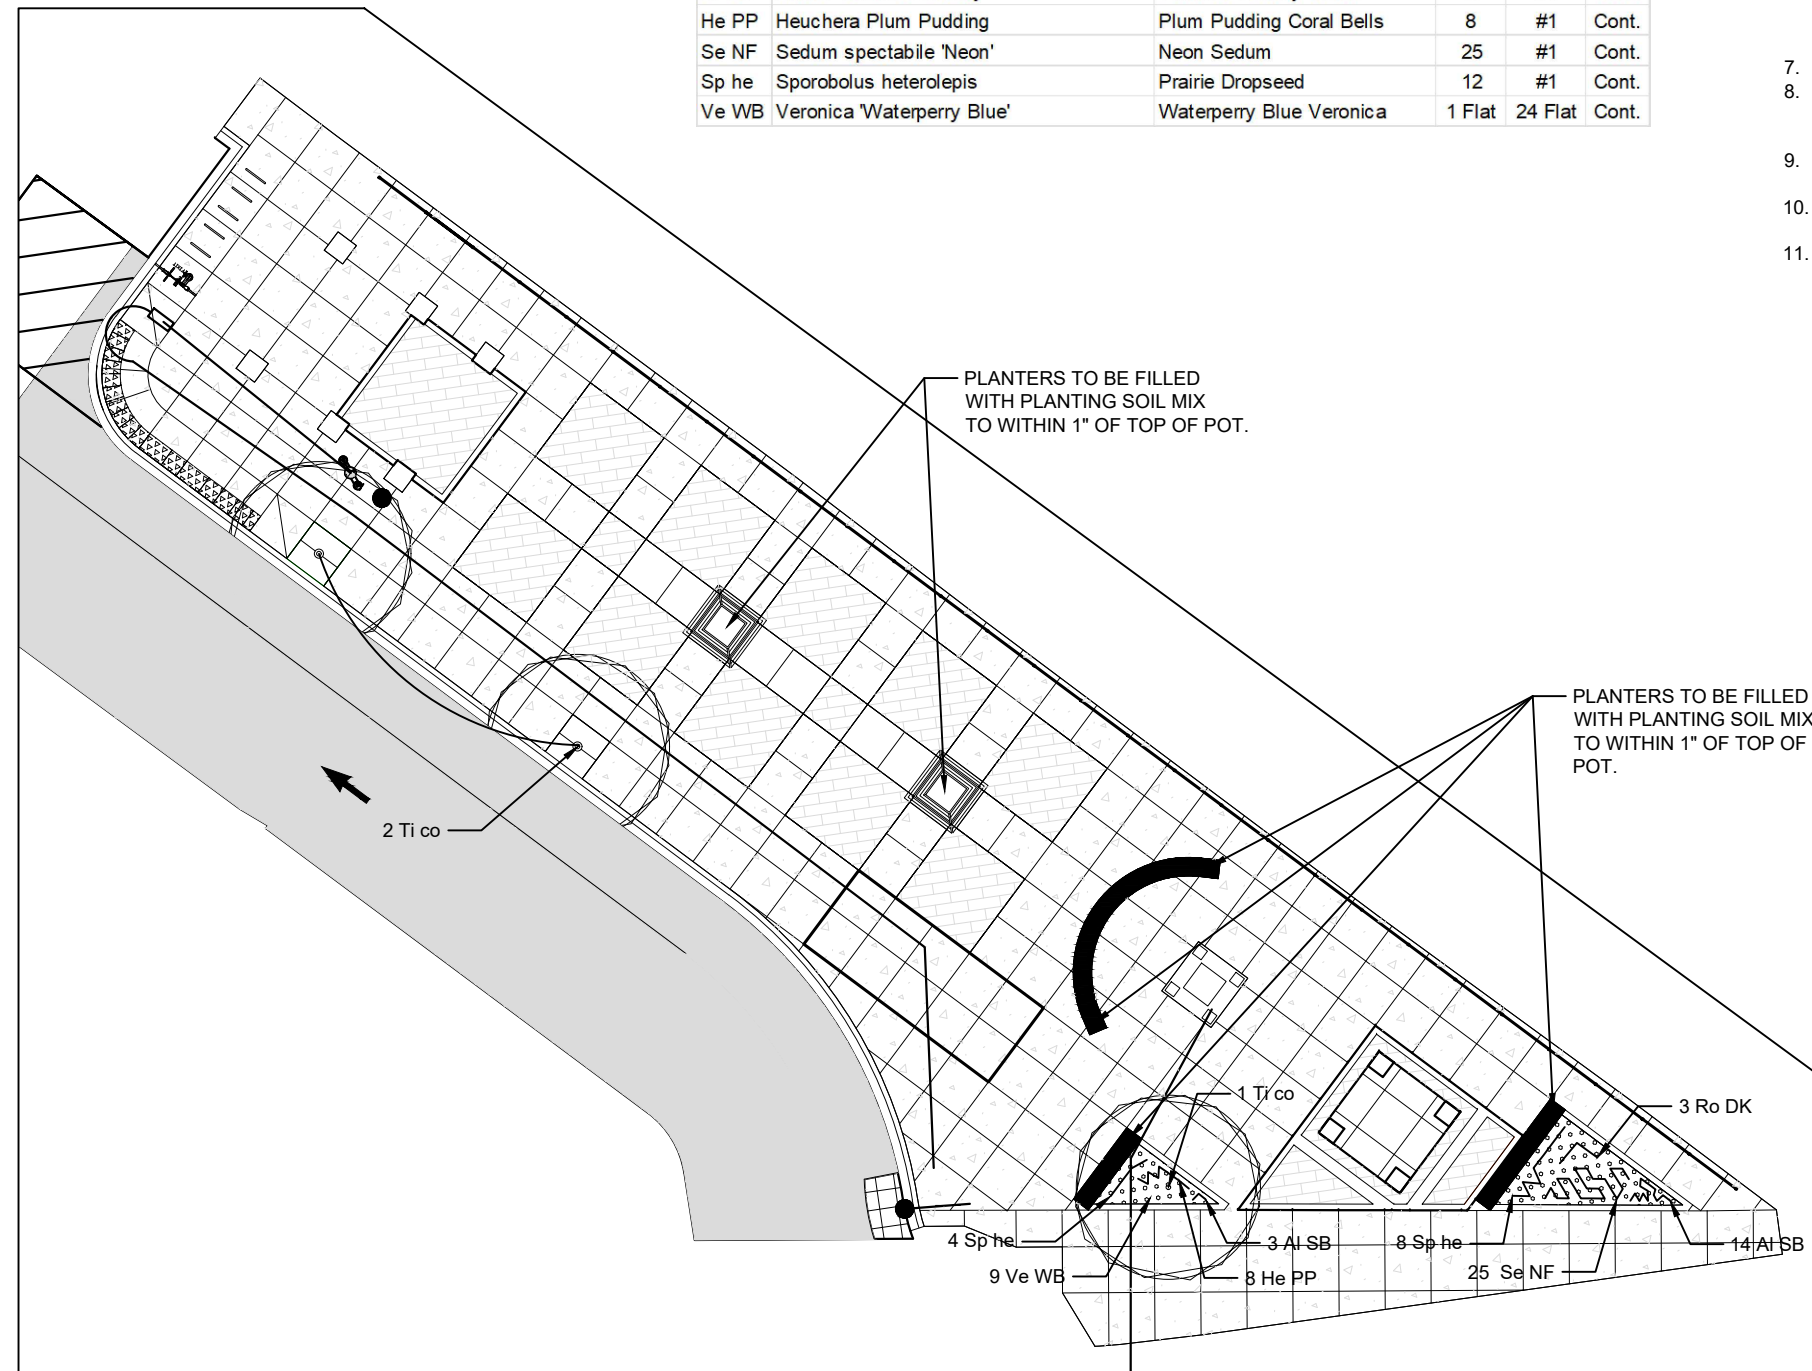 He PP Heuchera Plum Pudding Plum Pudding Coral Bells 8 #1 Cont.
Se NF Sedum spectabile 'Neon' Neon Sedum 25 #1 Cont.
Sp he Sporobolus heterolepis Prairie Dropseed 12 #1 Cont.
Ve WB Veronica 'Waterperry Blue' Waterperry Blue Veronica 1 Flat 24 Flat Cont.
7.
8.
9.
10.
11.
PLANTERS TO BE FILLED
WITH PLANTING SOIL MIX
TO WITHIN 1" OF TOP OF POT.
PLANTERS TO BE FILLED
WITH PLANTING SOIL MIX
TO WITHIN 1" OF TOP OF
POT.
2 Ti co
1 Ti co
3 Ro DK
4 Sp he
3 Al SB
8 Sp he
14 Al SB
9 Ve WB
8 He PP
25 Se NF